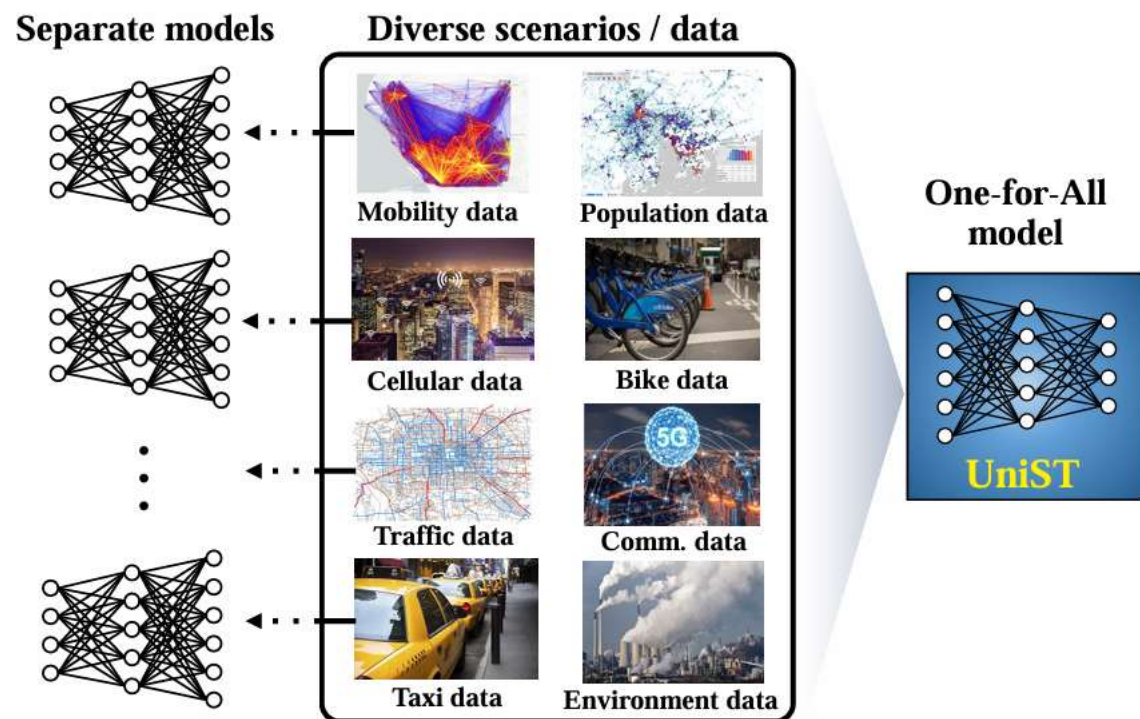 Separate models
Diverse scenarios / data
Mobility data
Population data
Cellular data
Bike data
5G
Traffic data
Comm. data
Taxi data
Environment data
One-for-All
model
UniST